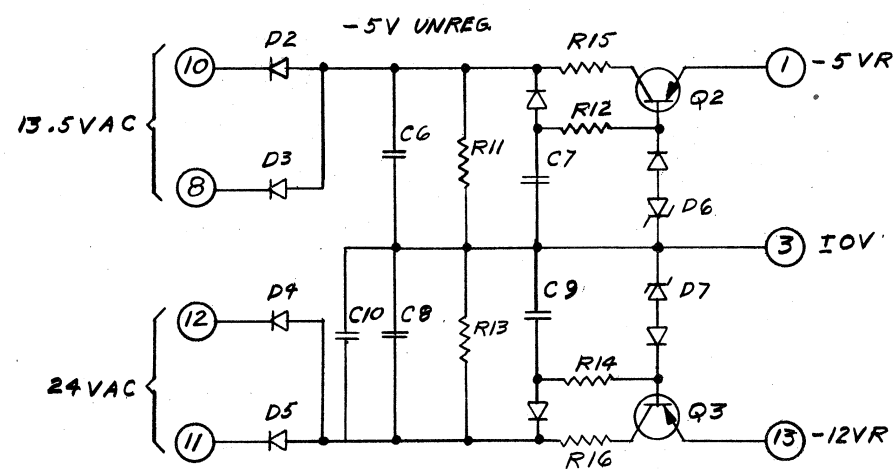 -5V UNREG.
D2
R15
10
1
-5VR
Q2
13.5VAC
R12
C6
R11
C7
D3
8
D6
3
±0V
D4
C9
D7
12
C10
C8
R13
24VAC
R14
D5
Q3
11
13
-12VR
R16